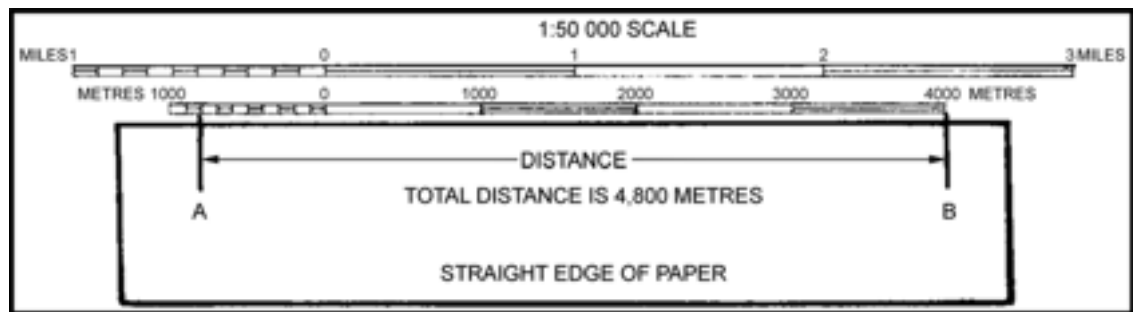 1:50 000 SCALE
MILES 1 0 1 2 3 MILES
METRES 1000 0 1000 2000 3000 4000 METRES
DISTANCE
TOTAL DISTANCE IS 4,800 METRES
A B
STRAIGHT EDGE OF PAPER